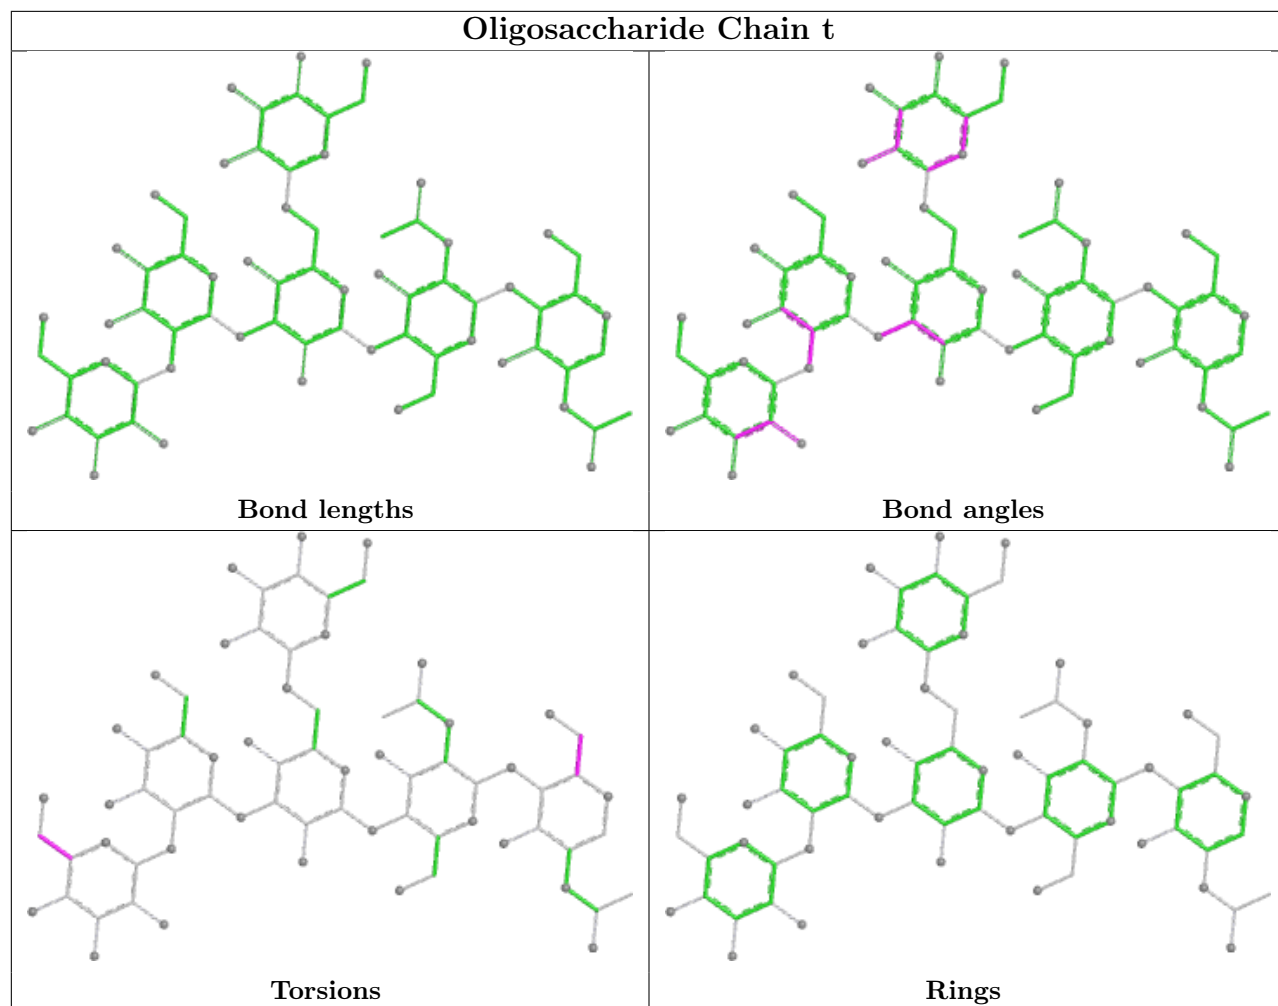 Oligosaccharide Chain t
Bond lengths
Bond angles
Torsions
Rings